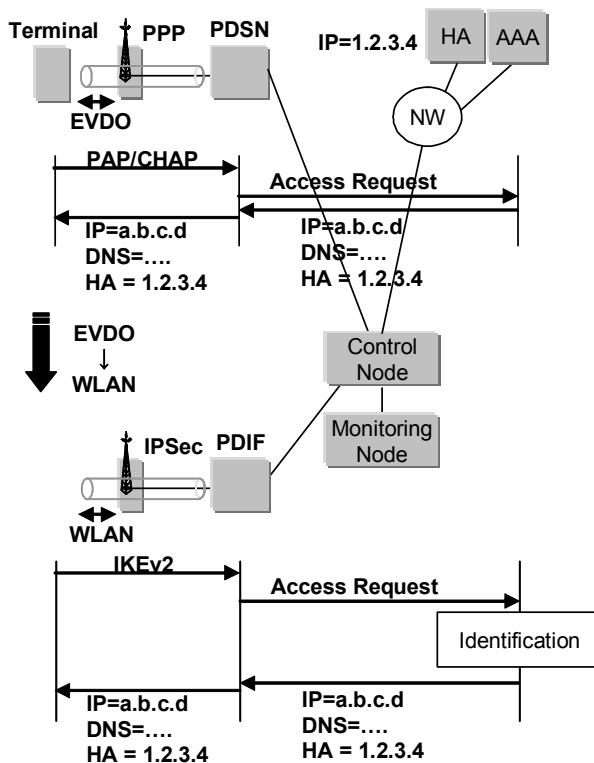 Terminal
PPP
PDSN
IP=1.2.3.4
HA
AAA
NW
EVDO
PAP/CHAP
Access Request
IP=a.b.c.d
DNS=....
HA = 1.2.3.4
IP=a.b.c.d
DNS=....
HA = 1.2.3.4
EVDO
↓
WLAN
Control
Node
Monitoring
Node
IPSec
PDIF
WLAN
IKEv2
Access Request
Identification
IP=a.b.c.d
DNS=....
HA = 1.2.3.4
IP=a.b.c.d
DNS=....
HA = 1.2.3.4